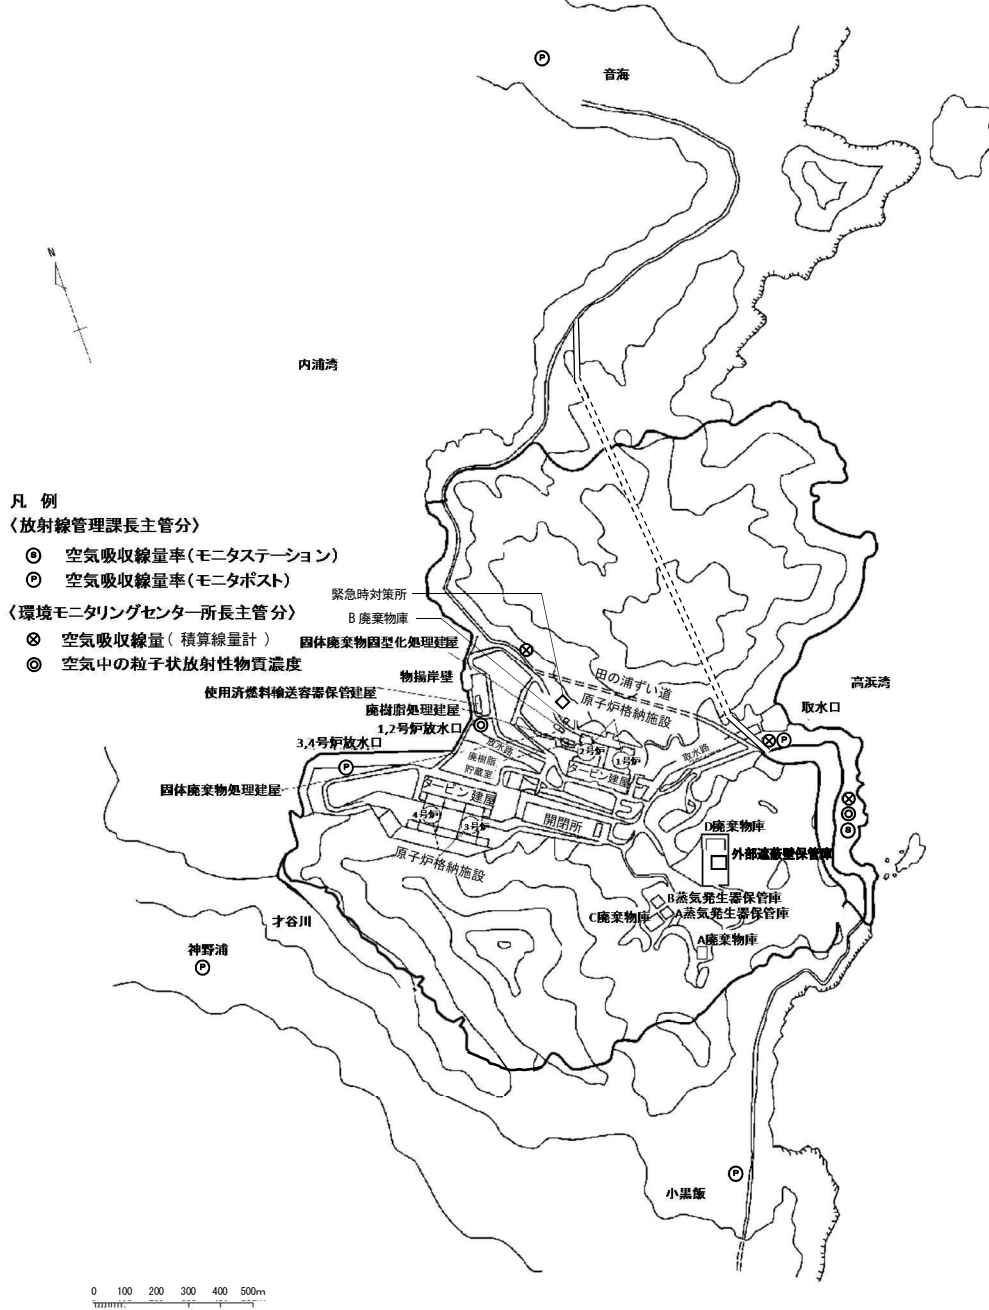 P
音海
N
内浦湾
凡 例
〈放射線管理課長主管分〉
S 空気吸収線量率(モニタステーション)
P 空気吸収線量率(モニタポスト)
〈環境モニタリングセンター所長主管分〉
空気吸収線量(積算線量計)
空気中の粒子状放射性物質濃度
緊急時対策所
B廃棄物庫
固体廃棄物固型化処理建屋
物揚岸壁
使用済燃料輸送容器保管建屋
廃樹脂処理建屋
1,2号炉放水口
3,4号炉放水口
固体廃棄物処理建屋
田の浦ずい道
原子炉格納施設
高浜湾
取水口
P
放水路
2号炉
1号炉
取水路
廃樹脂
貯蔵室
タービン建屋
P
タービン建屋
4号炉
3号炉
開閉所
原子炉格納施設
S
D廃棄物庫
外部遮蔽壁保管庫
B蒸気発生器保管庫
A蒸気発生器保管庫
C廃棄物庫
A廃棄物庫
才谷川
神野浦
P
P
小黒飯
0 100 200 300 400 500m